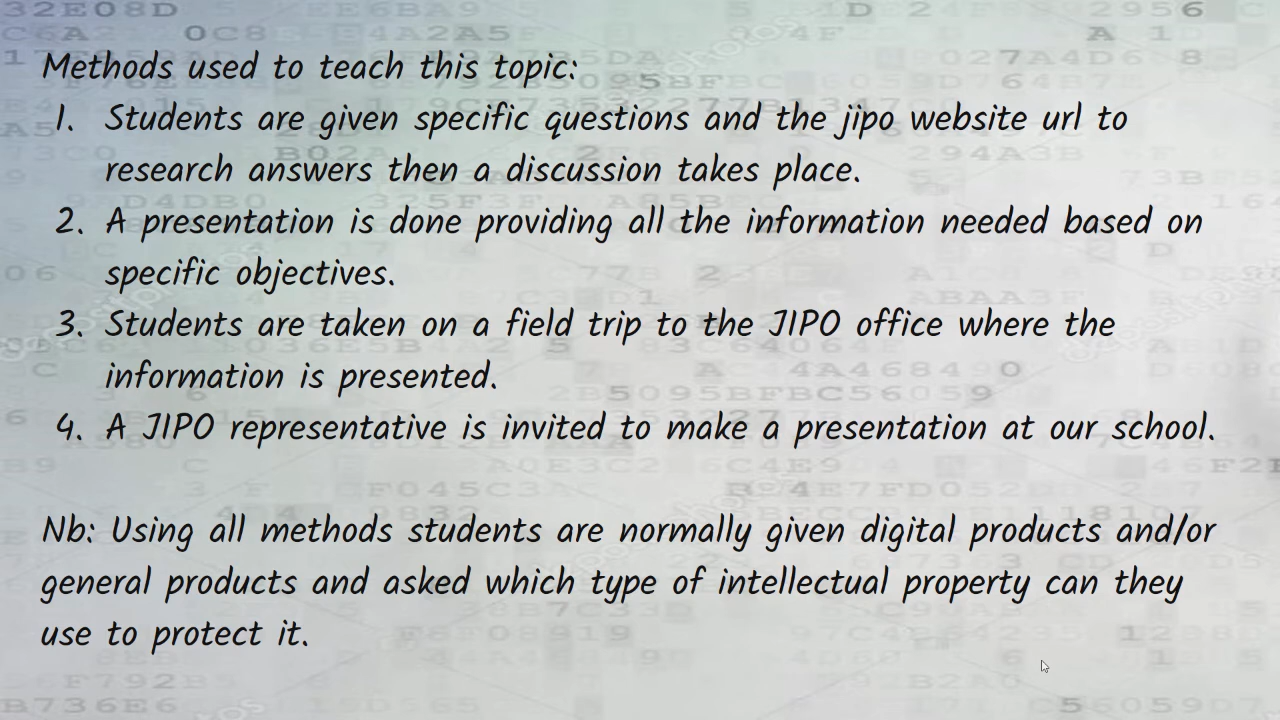 Methods used to teach this topic:
1. Students are given specific questions and the jipo website url to
research answers then a discussion takes place.
2. A presentation is done providing all the information needed based on
specific objectives.
3. Students are taken on a field trip to the JIPO office where the
information is presented.
4. A JIPO representative is invited to make a presentation at our school.
Nb: Using all methods students are normally given digital products and/or
general products and asked which type of intellectual property can they
use to protect it.